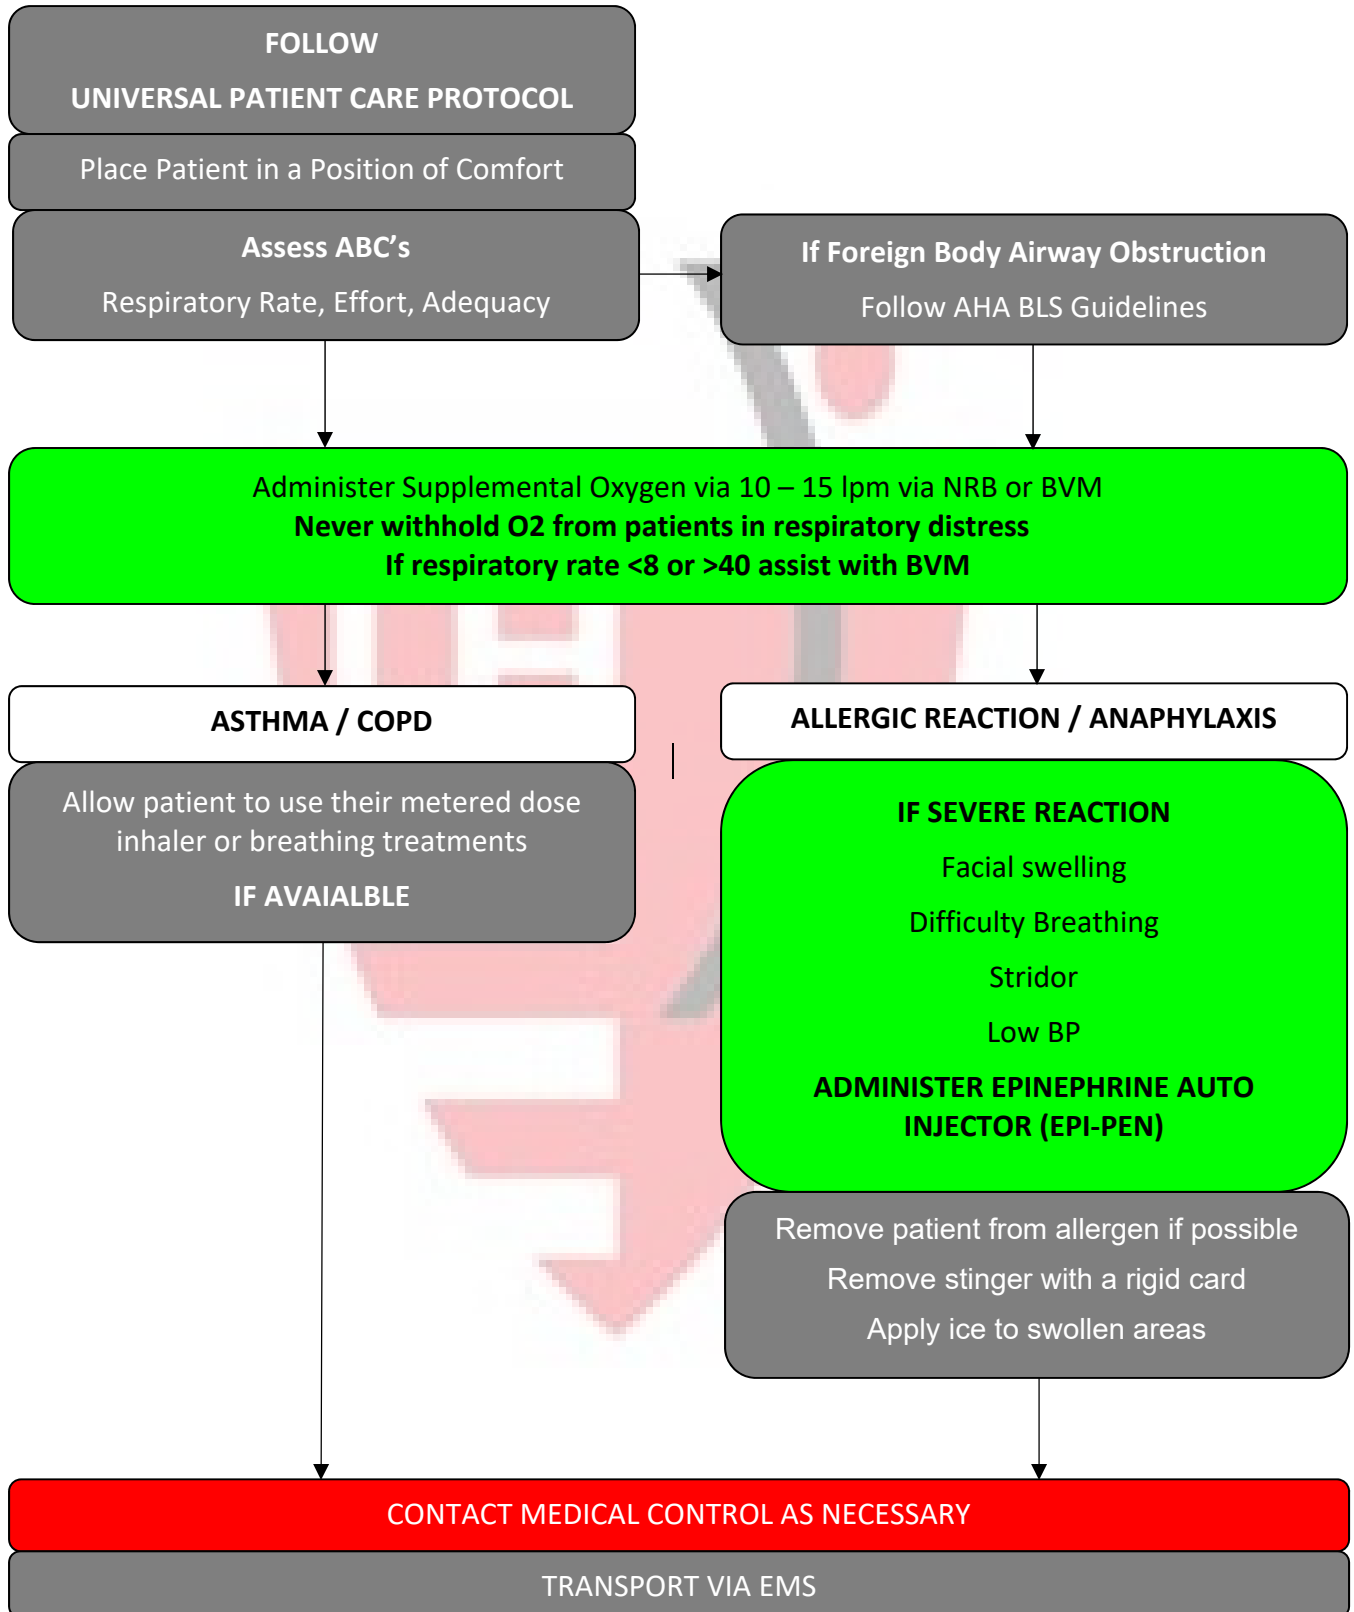 FOLLOW
UNIVERSAL PATIENT CARE PROTOCOL
Place Patient in a Position of Comfort
Assess ABC’s
Respiratory Rate, Effort, Adequacy
If Foreign Body Airway Obstruction
Follow AHA BLS Guidelines
Administer Supplemental Oxygen via 10 – 15 lpm via NRB or BVM
Never withhold O2 from patients in respiratory distress
If respiratory rate <8 or >40 assist with BVM
ASTHMA / COPD
Allow patient to use their metered dose
inhaler or breathing treatments
IF AVAIALBLE
ALLERGIC REACTION / ANAPHYLAXIS
IF SEVERE REACTION
Facial swelling
Difficulty Breathing
Stridor
Low BP
ADMINISTER EPINEPHRINE AUTO
INJECTOR (EPI-PEN)
Remove patient from allergen if possible
Remove stinger with a rigid card
Apply ice to swollen areas
CONTACT MEDICAL CONTROL AS NECESSARY
TRANSPORT VIA EMS